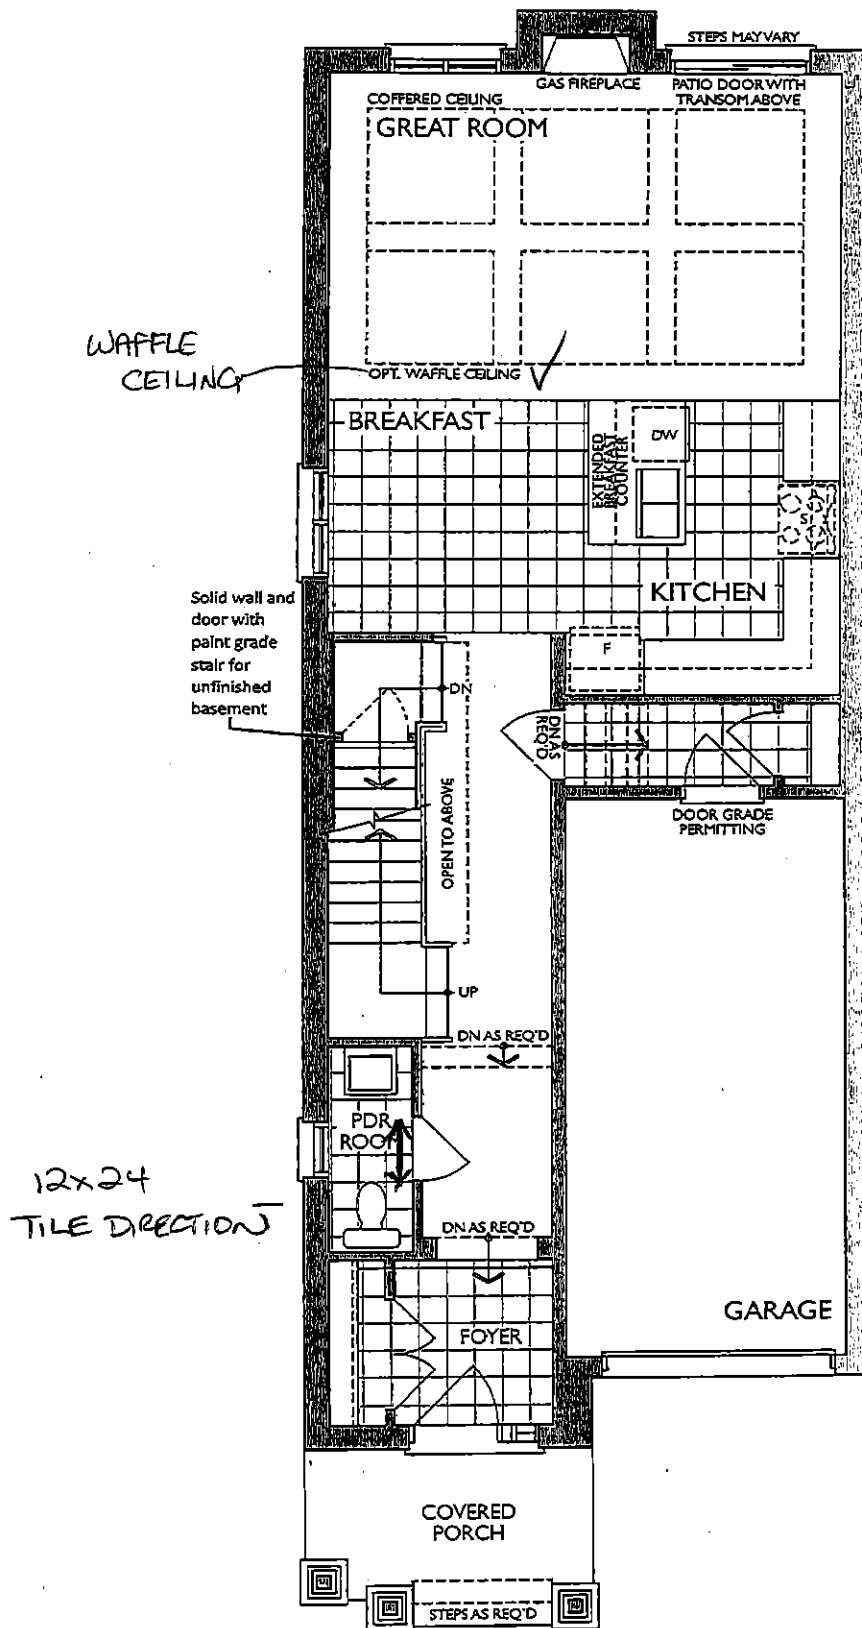 STEPS MAY VARY
GAS FIREPLACE
PATIO DOOR WITH
TRANSOM ABOVE
COFFERED CEILING
GREAT ROOM
WAFFLE
CEILING
OPT. WAFFLE CEILING
BREAKFAST
DW
EXTENDED
BREAKFAST
COUNTER
KITCHEN
Solid wall and
door with
paint grade
stair for
unfinished
basement
F
DN
DN AS
REQ'D
OPEN TO ABOVE
DOOR GRADE
PERMITTING
UP
DN AS REQ'D
PDR
12x24
TILE DIRECTION
DN AS REQ'D
GARAGE
FOYER
COVERED
PORCH
STEPS AS REQ'D